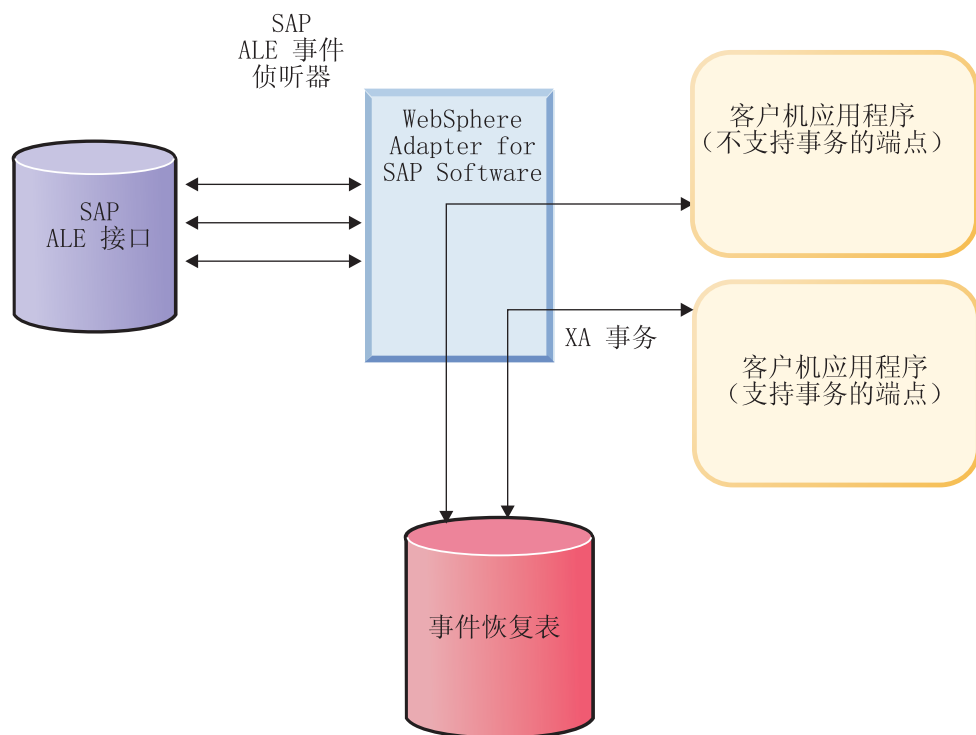 SAP
ALE 事件
侦听器
WebSphere
Adapter for
SAP Software
客户机应用程序
（不支持事务的端点）
SAP
ALE 接口
XA 事务
客户机应用程序
（支持事务的端点）
事件恢复表